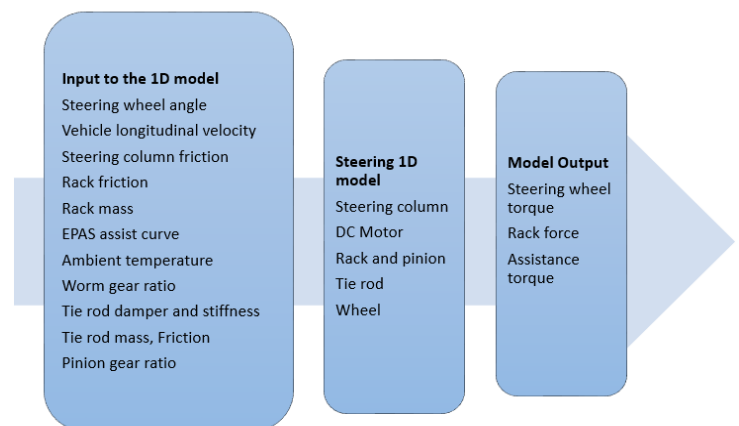 Input to the 1D model
Steering wheel angle
Vehicle longitudinal velocity
Steering column friction
Rack friction
Rack mass
EPAS assist curve
Ambient temperature
Worm gear ratio
Tie rod damper and stiffness
Tie rod mass, Friction
Pinion gear ratio
Steering 1D
model
Steering column
DC Motor
Rack and pinion
Tie rod
Wheel
Model Output
Steering wheel
torque
Rack force
Assistance
torque